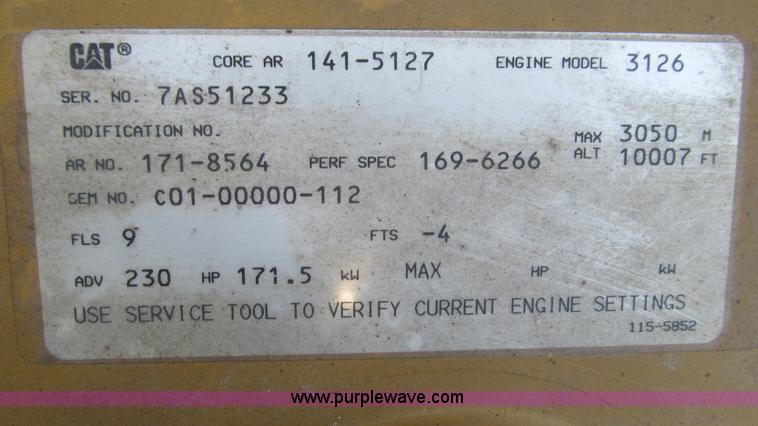 CAT® CORE AR 141-5127 ENGINE MODEL 3126
SER. NO. 7AS51233
MODIFICATION NO. MAX 3050 M
AR NO. 171-8564 PERF SPEC 169-6266 ALT 10007 FT
SEM NO. C01-00000-112
FLS 9 FTS -4
ADV 230 HP 171.5 kW MAX HP kW
USE SERVICE TOOL TO VERIFY CURRENT ENGINE SETTINGS
115-5852
www.purplewave.com